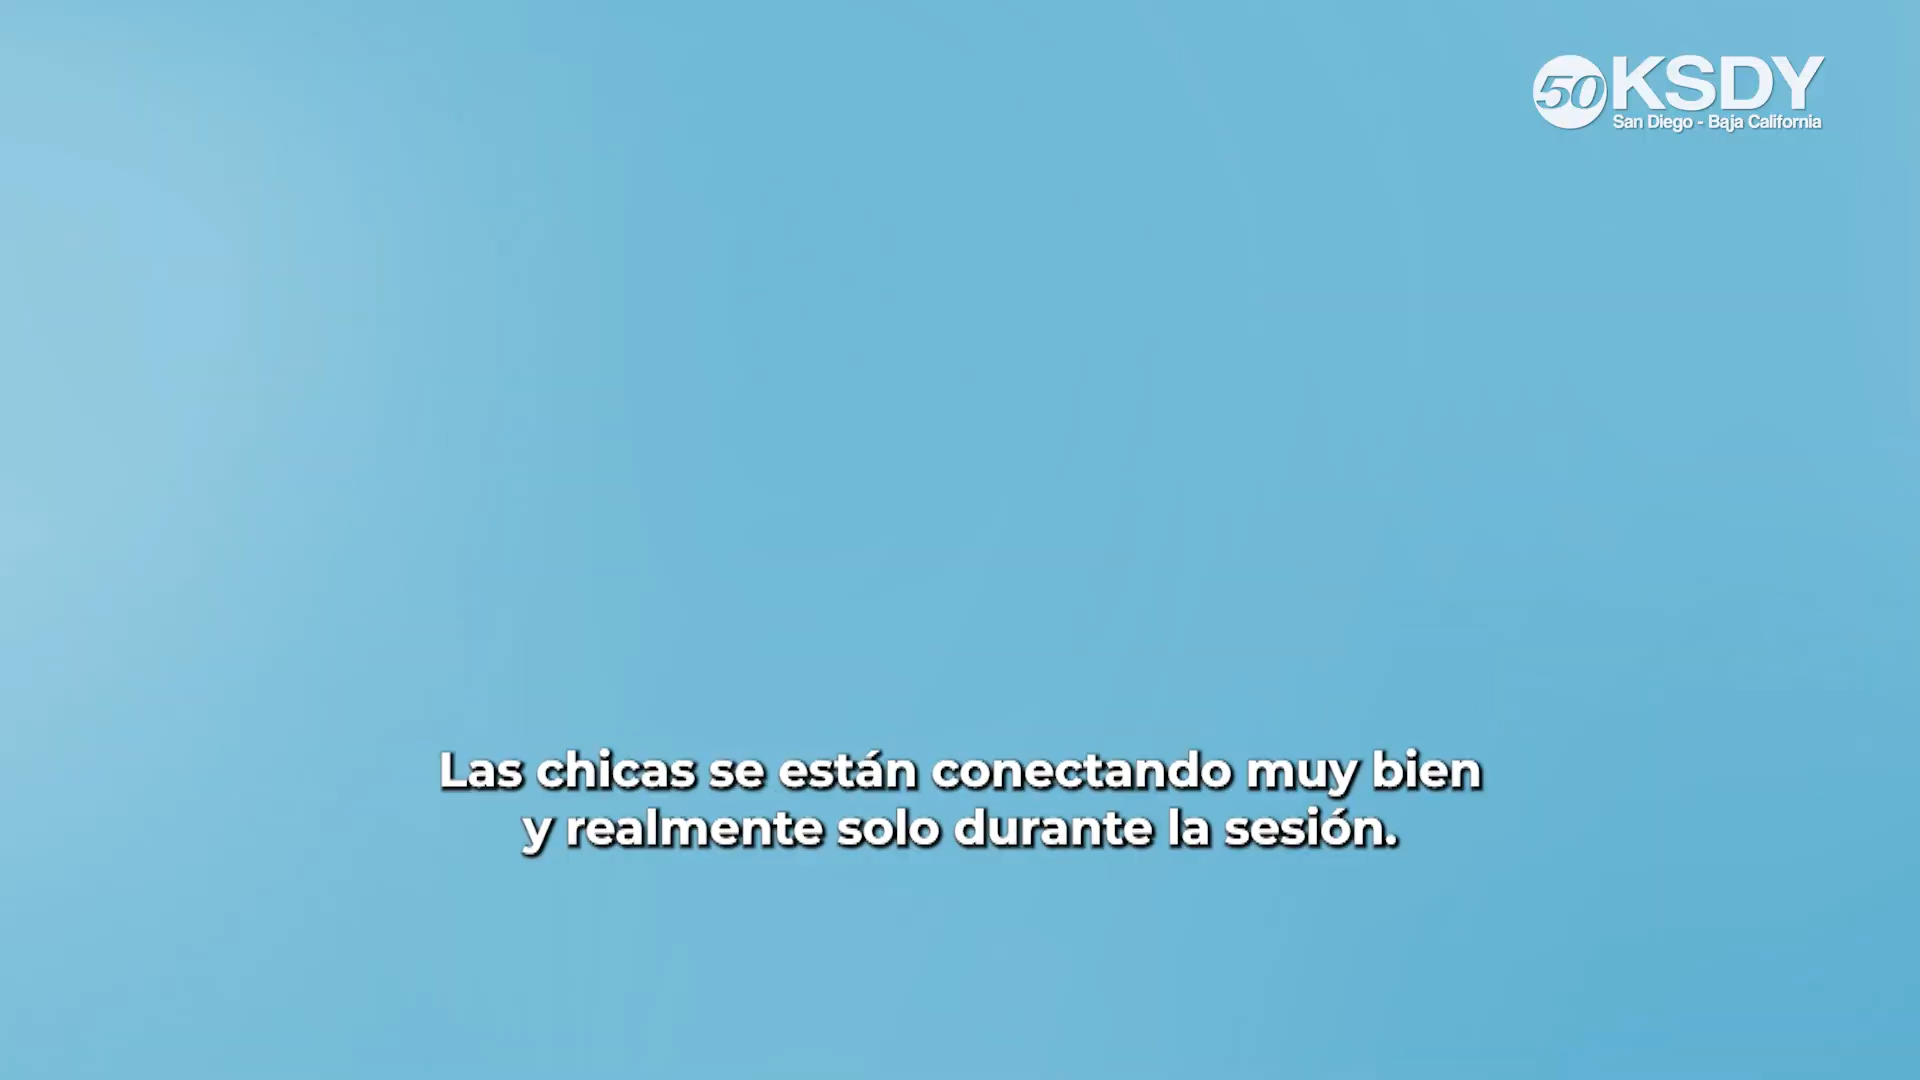 50 KSDY
San Diego - Baja California
Las chicas se están conectando muy bien
y realmente solo durante la sesión.